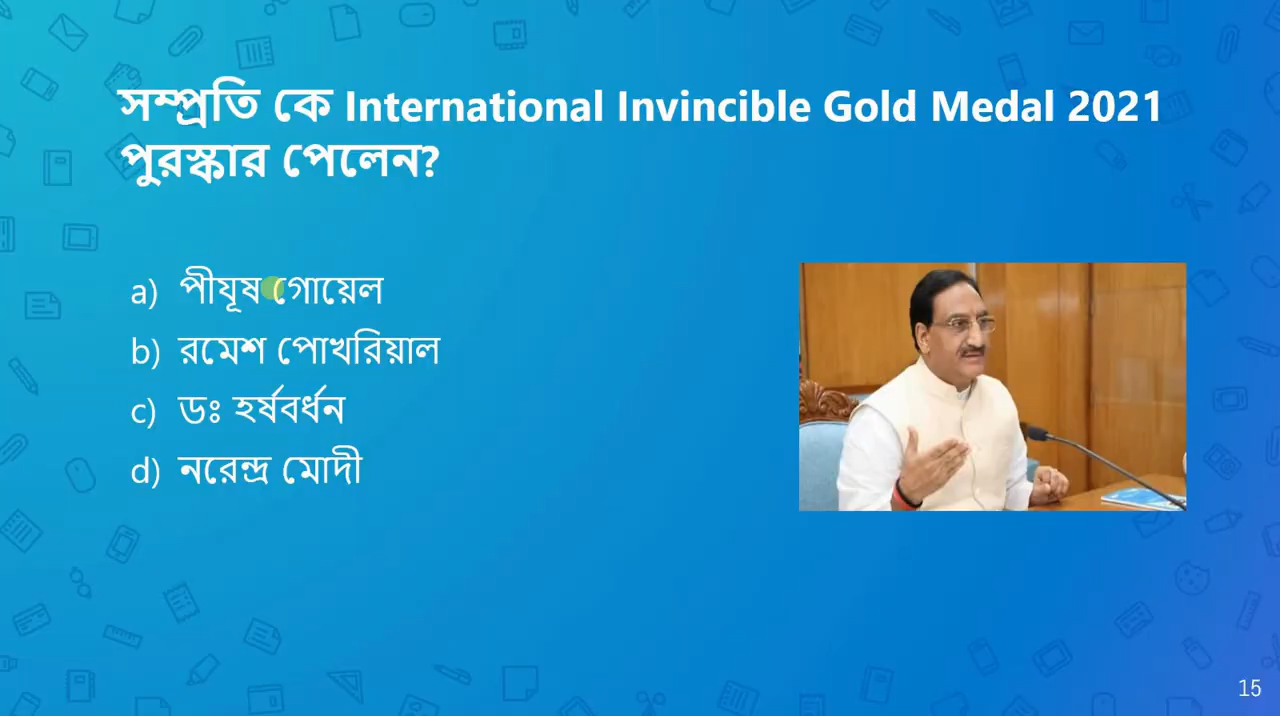 সম্প্রতি কে International Invincible Gold Medal 2021
পুরস্কার পেলেন?
a) পীযূষ গোয়েল
b) রমেশ পোখরিয়াল
c) ডঃ হর্ষবর্ধন
d) নরেন্দ্র মোদী
15